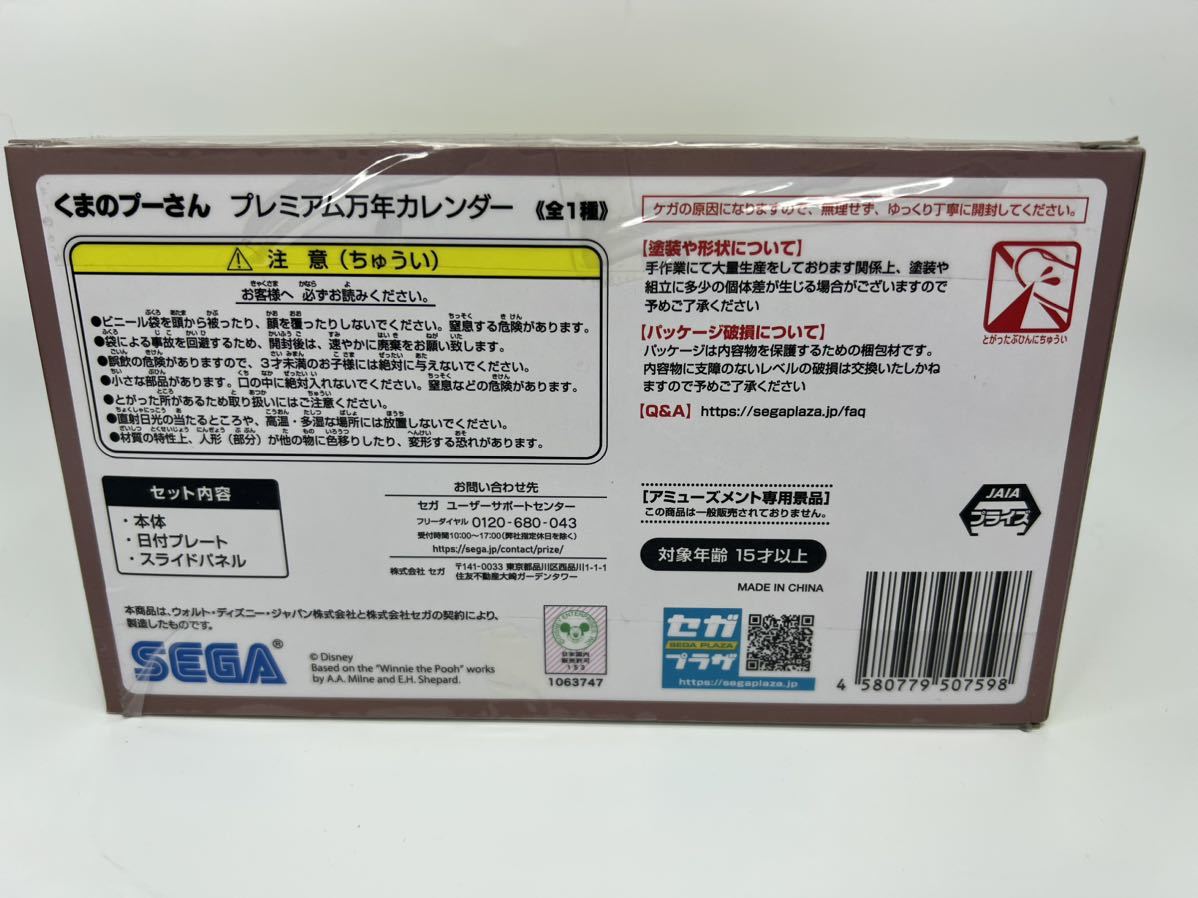 くまのプーさん プレミアム万年カレンダー 《全1種》
⚠ 注 意（ちゅうい）
お客様へ 必ずお読みください。
●ビニール袋を頭から被ったり、顔を覆ったりしないでください。窒息する危険があります。
●袋による事故を回避するため、開封後は、速やかに廃棄をお願い致します。
●誤飲の危険がありますので、3才未満のお子様には絶対に与えないでください。
●小さな部品があります。口の中に絶対入れないでください。窒息などの危険があります。
●とがった所があるため取り扱いにはご注意ください。
●直射日光の当たるところや、高温・多湿な場所には放置しないでください。
●材質の特性上、人形（部分）が他の物に色移りしたり、変形する恐れがあります。
セット内容
・本体
・日付プレート
・スライドパネル
お問い合わせ先
セガ ユーザーサポートセンター
フリーダイヤル 0120-680-043
受付時間10:00～17:00（弊社指定休日を除く）
https://sega.jp/contact/prize/
株式会社 セガ 〒141-0033 東京都品川区西品川1-1-1
住友不動産大崎ガーデンタワー
本商品は、ウォルト・ディズニー・ジャパン株式会社と株式会社セガの契約により、
製造したものです。
SEGA®
© Disney
Based on the "Winnie the Pooh" works
by A.A. Milne and E.H. Shepard.
日本国内
販売許可
153
1063747
ケガの原因になりますので、無理せず、ゆっくり丁寧に開封してください。
【塗装や形状について】
手作業にて大量生産をしております関係上、塗装や
組立に多少の個体差が生じる場合がございますので
予めご了承ください
【パッケージ破損について】
パッケージは内容物を保護するための梱包材です。
内容物に支障のないレベルの破損は交換いたしかね
ますので予めご了承ください
【Q&A】 https://segaplaza.jp/faq
とがったぶひんにちゅうい
［アミューズメント専用景品］
この商品は一般販売されておりません。
対象年齢 15才以上
MADE IN CHINA
JAIA
プライズ
セガ
SEGA PLAZA
プラザ
https://segaplaza.jp
4 580779 507598